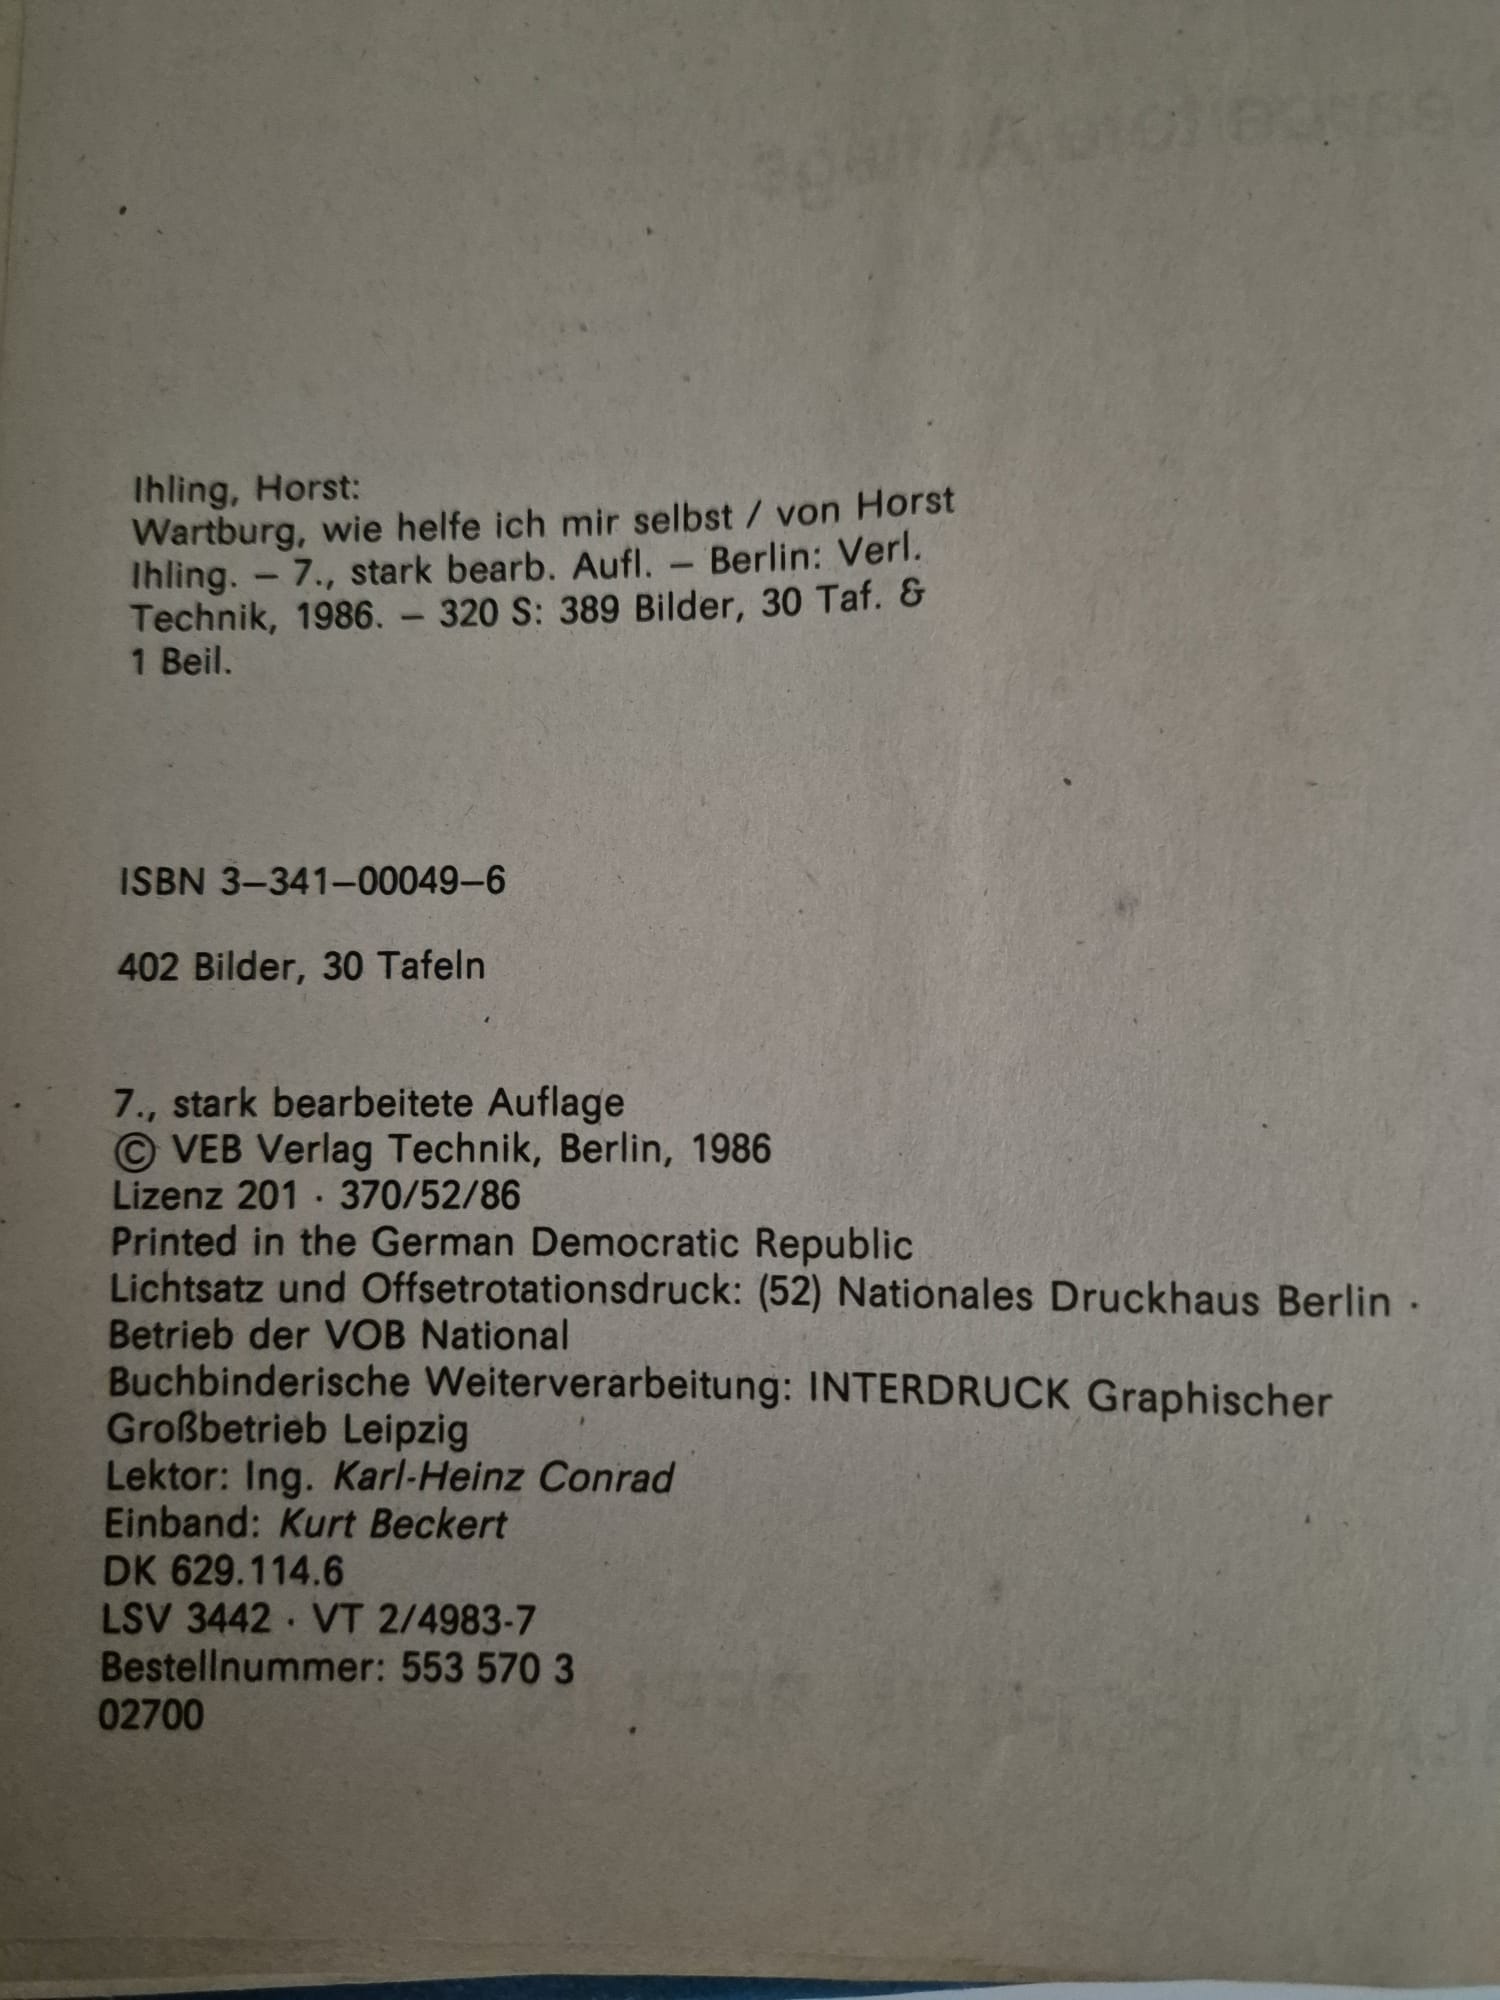 Ihling, Horst:
Wartburg, wie helfe ich mir selbst / von Horst
Ihling. – 7., stark bearb. Aufl. – Berlin: Verl.
Technik, 1986. – 320 S: 389 Bilder, 30 Taf. &
1 Beil.
ISBN 3–341–00049–6
402 Bilder, 30 Tafeln
7., stark bearbeitete Auflage
© VEB Verlag Technik, Berlin, 1986
Lizenz 201 · 370/52/86
Printed in the German Democratic Republic
Lichtsatz und Offsetrotationsdruck: (52) Nationales Druckhaus Berlin ·
Betrieb der VOB National
Buchbinderische Weiterverarbeitung: INTERDRUCK Graphischer
Großbetrieb Leipzig
Lektor: Ing. Karl-Heinz Conrad
Einband: Kurt Beckert
DK 629.114.6
LSV 3442 · VT 2/4983-7
Bestellnummer: 553 570 3
02700